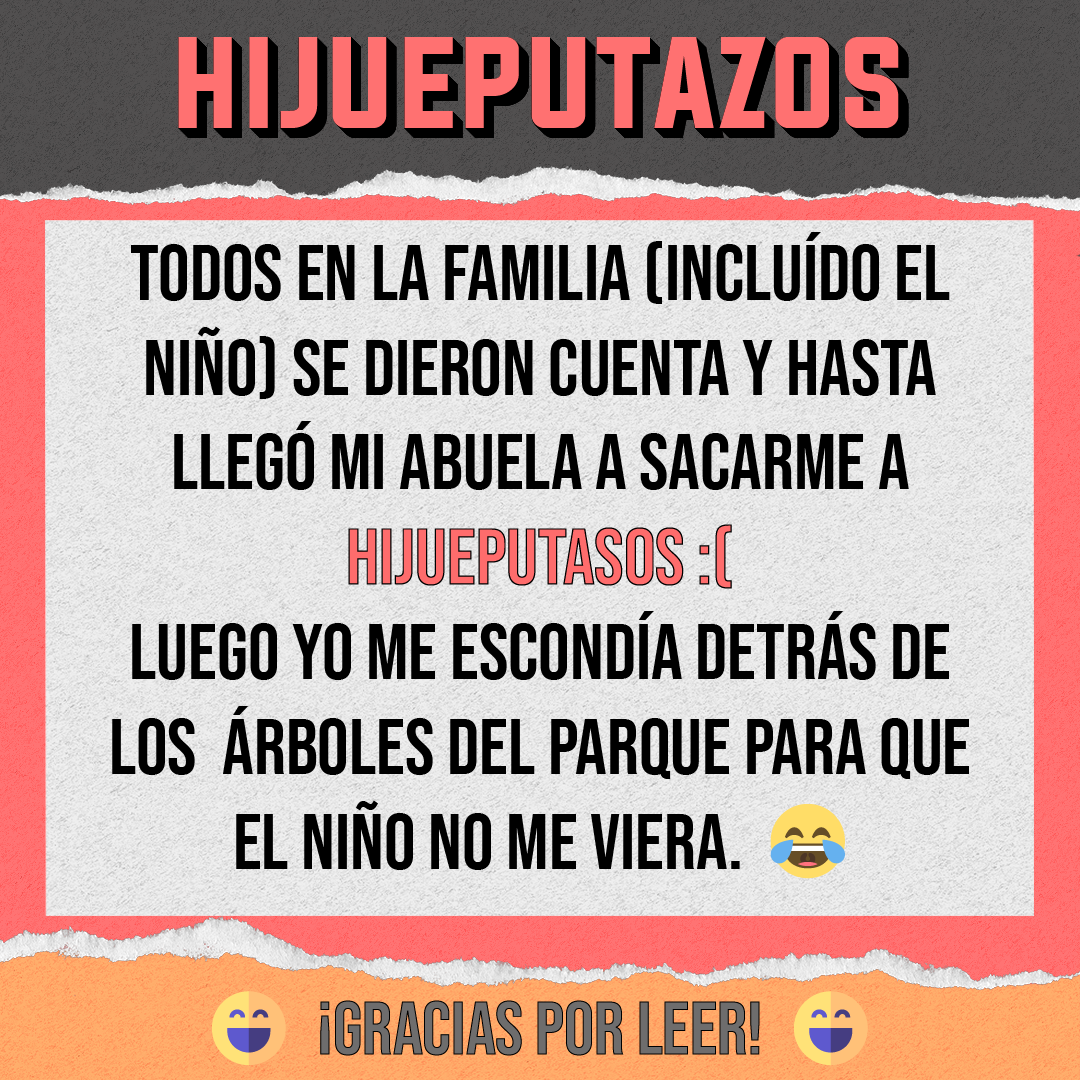 HIJUEPUTAZOS
TODOS EN LA FAMILIA (INCLUÍDO EL
NIÑO) SE DIERON CUENTA Y HASTA
LLEGÓ MI ABUELA A SACARME A
HIJUEPUTASOS :(
LUEGO YO ME ESCONDÍA DETRÁS DE
LOS ÁRBOLES DEL PARQUE PARA QUE
EL NIÑO NO ME VIERA. 😂
¡GRACIAS POR LEER!